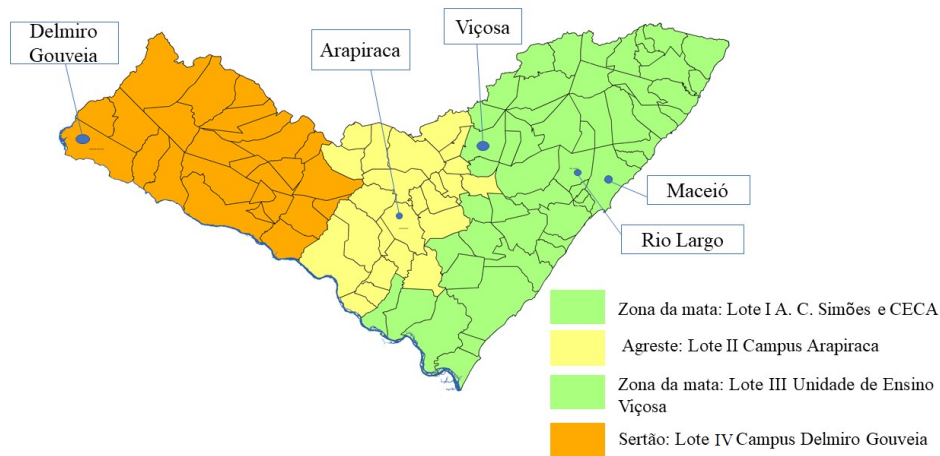 Delmiro
Gouveia
Arapiraca
Viçosa
Maceió
Rio Largo
Zona da mata: Lote I A. C. Simões e CECA
Agreste: Lote II Campus Arapiraca
Zona da mata: Lote III Unidade de Ensino
Viçosa
Sertão: Lote IV Campus Delmiro Gouveia